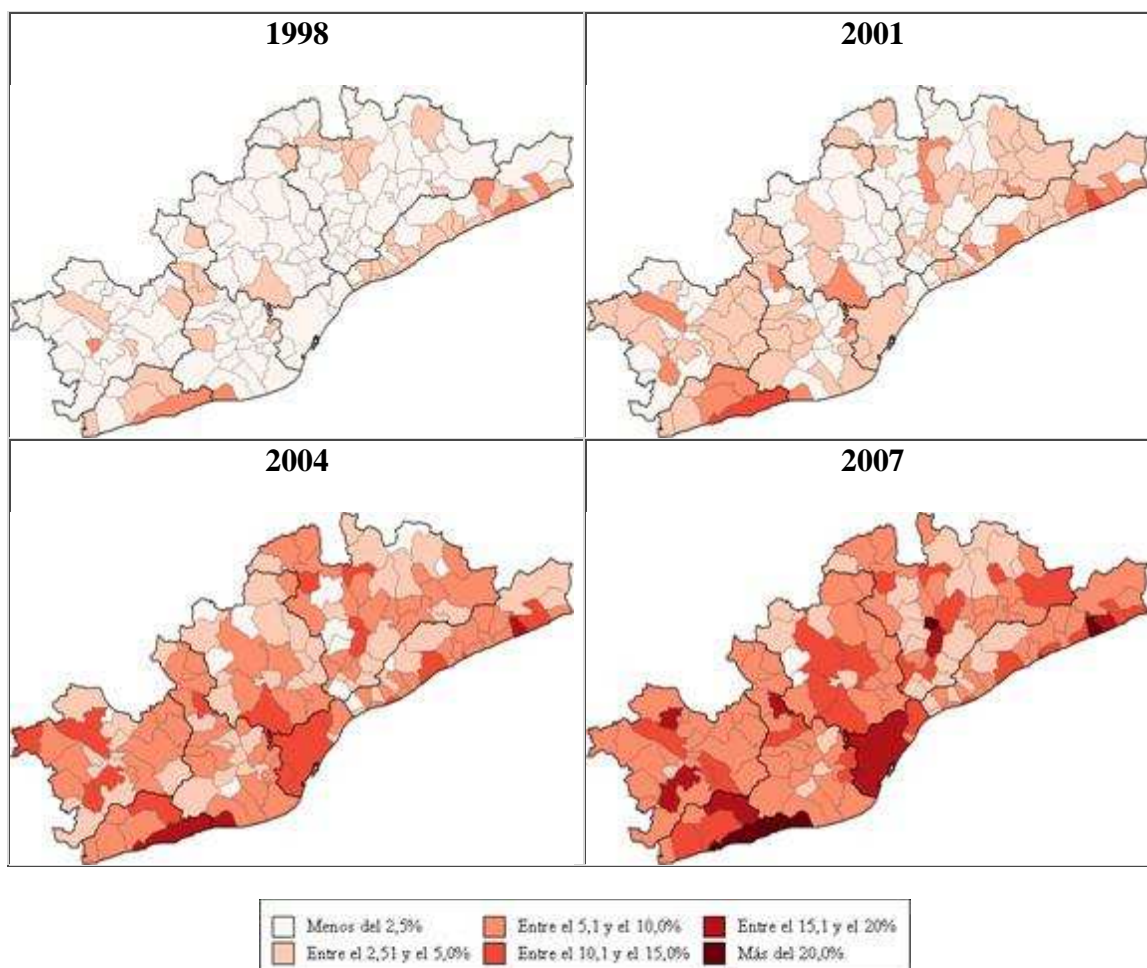 1998
2001
2004
2007
Menos del 2,5%
Entre el 5,1 y el 10,0%
Entre el 15,1 y el 20%
Entre el 2,51 y el 5,0%
Entre el 10,1 y el 15,0%
Más del 20,0%